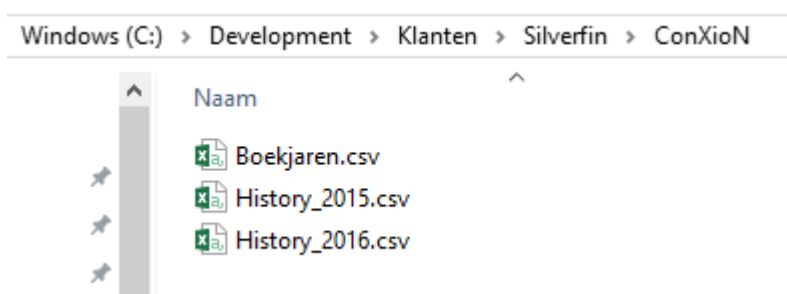 Windows (C:) > Development > Klanten > Silverfin > ConXioN
Naam
Boekjaren.csv
History_2015.csv
History_2016.csv